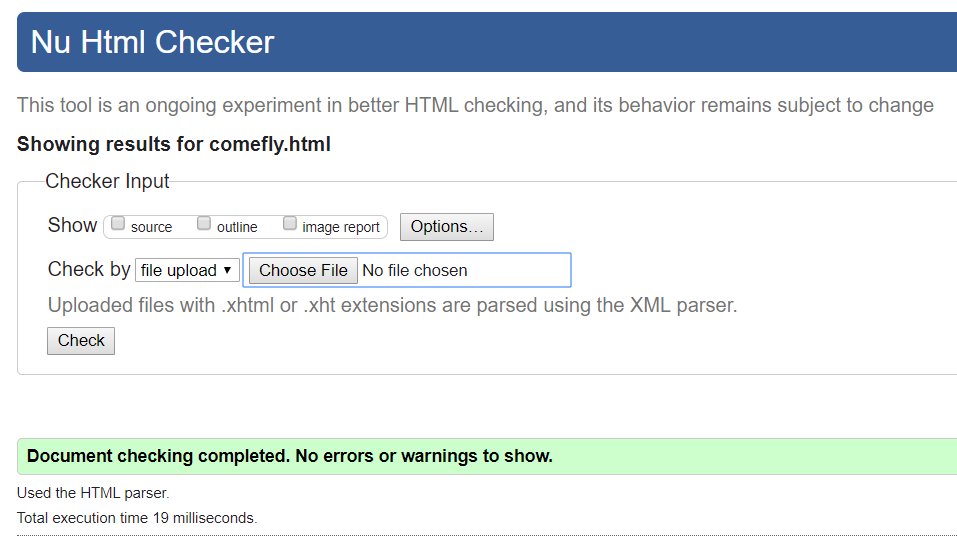 Nu Html Checker
This tool is an ongoing experiment in better HTML checking, and its behavior remains subject to change
Showing results for comefly.html
Checker Input
Show source outline image report Options…
Check by file upload Choose File No file chosen
Uploaded files with .xhtml or .xht extensions are parsed using the XML parser.
Check
Document checking completed. No errors or warnings to show.
Used the HTML parser.
Total execution time 19 milliseconds.